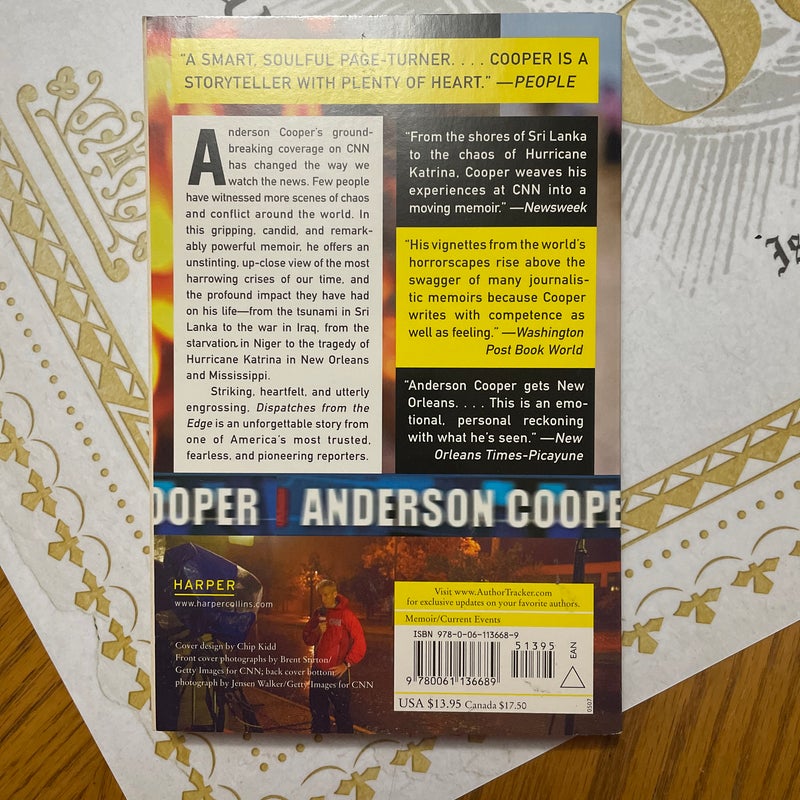 "A SMART, SOULFUL PAGE-TURNER. . . . COOPER IS A
STORYTELLER WITH PLENTY OF HEART." —PEOPLE
Anderson Cooper's ground-
breaking coverage on CNN
has changed the way we
watch the news. Few people
have witnessed more scenes of chaos
and conflict around the world. In
this gripping, candid, and remark-
ably powerful memoir, he offers an
unstinting, up-close view of the most
harrowing crises of our time, and
the profound impact they have had
on his life—from the tsunami in Sri
Lanka to the war in Iraq, from the
starvation in Niger to the tragedy of
Hurricane Katrina in New Orleans
and Mississippi.
Striking, heartfelt, and utterly
engrossing, Dispatches from the
Edge is an unforgettable story from
one of America's most trusted,
fearless, and pioneering reporters.
"From the shores of Sri Lanka
to the chaos of Hurricane
Katrina, Cooper weaves his
experiences at CNN into a
moving memoir." —Newsweek
"His vignettes from the world's
horrorscapes rise above the
swagger of many journalis-
tic memoirs because Cooper
writes with competence as
well as feeling." —Washington
Post Book World
"Anderson Cooper gets New
Orleans. . . . This is an emo-
tional, personal reckoning
with what he's seen." —New
Orleans Times-Picayune
OOPER | ANDERSON COOPE
HARPER
www.harpercollins.com
Cover design by Chip Kidd
Front cover photographs by Brent Stirton/
Getty Images for CNN; back cover bottom
photograph by Jensen Walker/Getty Images for CNN
Visit www.AuthorTracker.com
for exclusive updates on your favorite authors.
Memoir/Current Events
ISBN 978-0-06-113668-9
51395
EAN
9 780061 136689
USA $13.95 Canada $17.50
0507